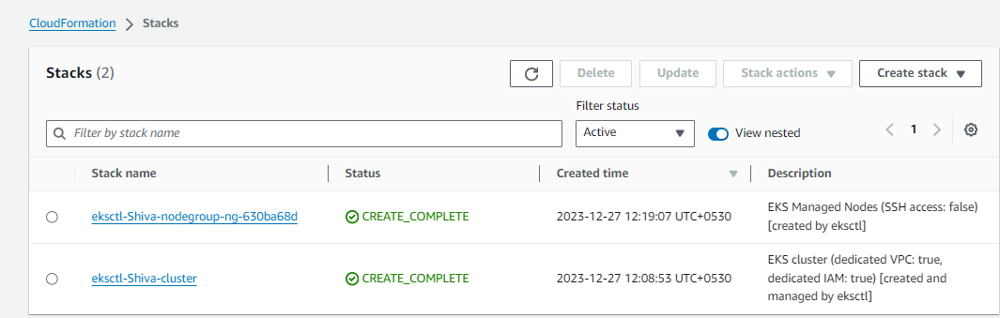 CloudFormation > Stacks
Stacks (2)
Delete
Update
Stack actions
Create stack
Filter status
Filter by stack name
Active
View nested
1
Stack name
Status
Created time
Description
eksctl-Shiva-nodegroup-ng-630ba68d
CREATE_COMPLETE
2023-12-27 12:19:07 UTC+0530
EKS Managed Nodes (SSH access: false)
[created by eksctl]
eksctl-Shiva-cluster
CREATE_COMPLETE
2023-12-27 12:08:53 UTC+0530
EKS cluster (dedicated VPC: true,
dedicated IAM: true) [created and
managed by eksctl]